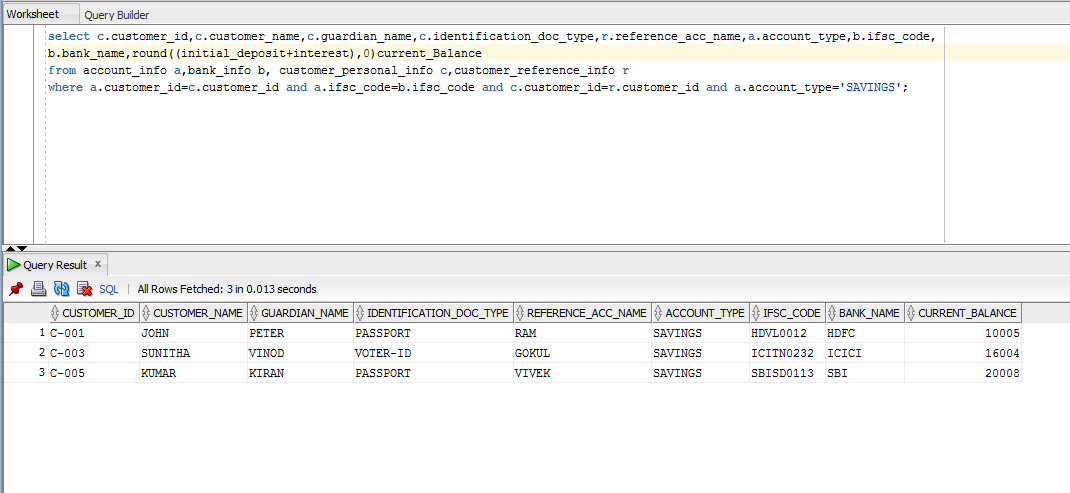 Worksheet Query Builder
select c.customer_id,c.customer_name,c.guardian_name,c.identification_doc_type,r.reference_acc_name,a.account_type,b.ifsc_code,
b.bank_name,round((initial_deposit+interest),0)current_Balance
from account_info a,bank_info b, customer_personal_info c,customer_reference_info r
where a.customer_id=c.customer_id and a.ifsc_code=b.ifsc_code and c.customer_id=r.customer_id and a.account_type='SAVINGS';
Query Result x
SQL | All Rows Fetched: 3 in 0.013 seconds
CUSTOMER_ID CUSTOMER_NAME GUARDIAN_NAME IDENTIFICATION_DOC_TYPE REFERENCE_ACC_NAME ACCOUNT_TYPE IFSC_CODE BANK_NAME CURRENT_BALANCE
1 C-001 JOHN PETER PASSPORT RAM SAVINGS HDVL0012 HDFC 10005
2 C-003 SUNITHA VINOD VOTER-ID GOKUL SAVINGS ICITN0232 ICICI 16004
3 C-005 KUMAR KIRAN PASSPORT VIVEK SAVINGS SBISD0113 SBI 20008